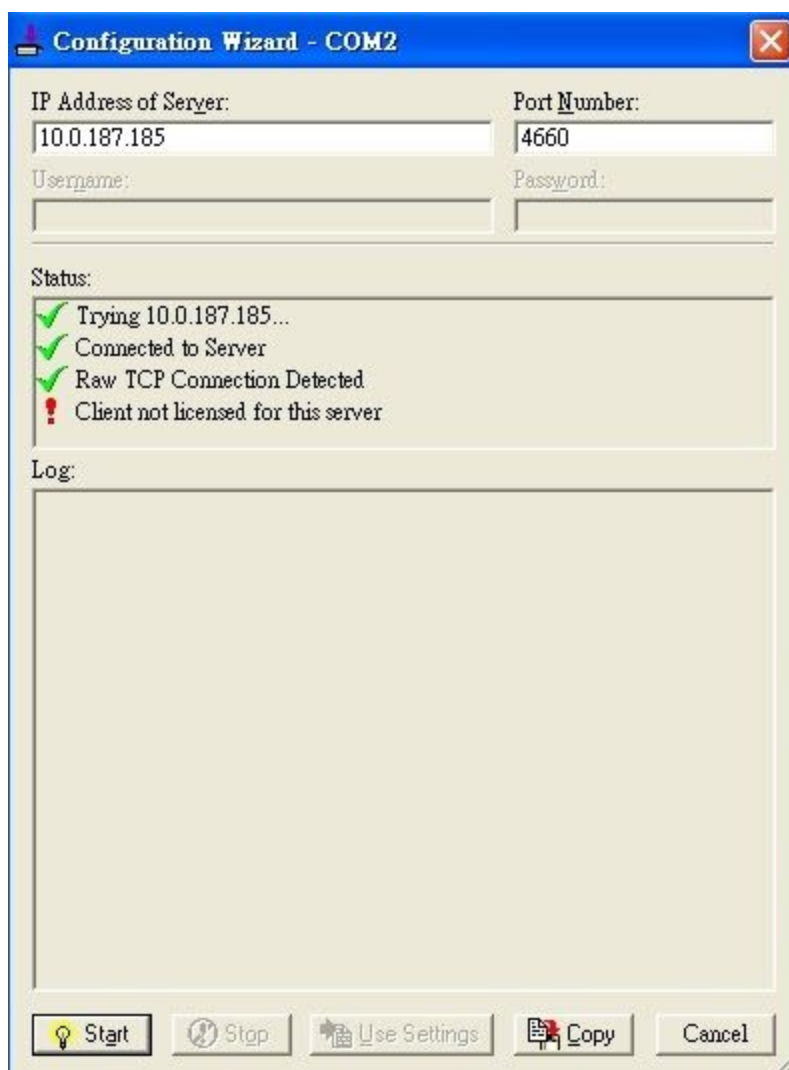 Configuration Wizard - COM2
IP Address of Server: Port Number:
10.0.187.185 4660
Username: Password:
Status:
Trying 10.0.187.185...
Connected to Server
Raw TCP Connection Detected
Client not licensed for this server
Log:
Start Stop Use Settings Copy Cancel